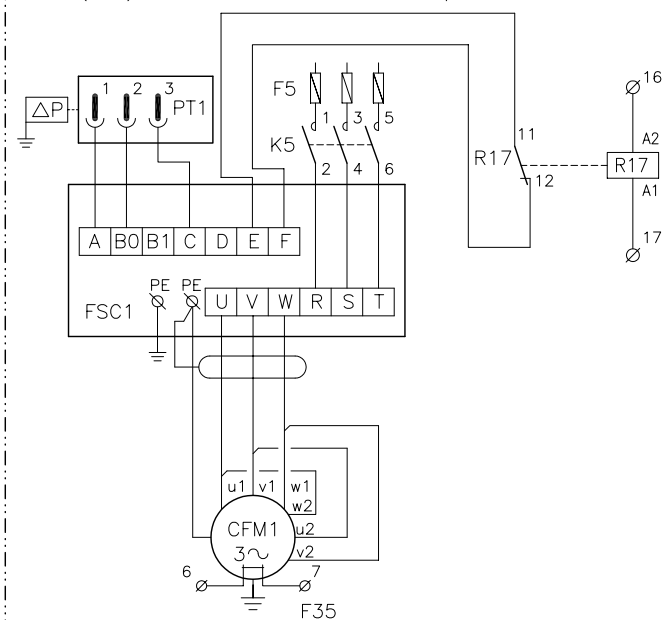 16
1 2 3
PT1
△P
F5
1 3 5
K5
2 4 6
11
R17
12
A2
R17
A1
17
A B0 B1 C D E F
PE PE
U V W R S T
FSC1
u1 v1 w1
w2
CFM1
u2
3~
v2
6 7
F35